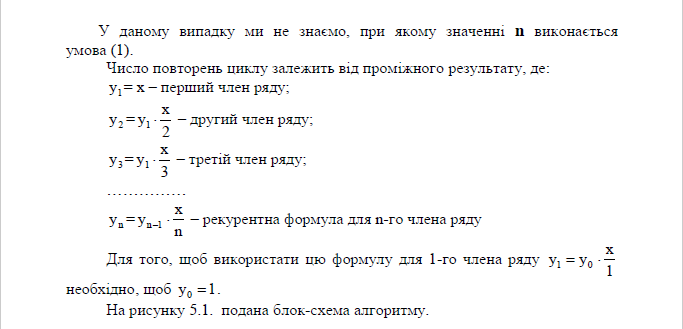 У даному випадку ми не знаємо, при якому значенні n виконається
умова (1).
Число повторень циклу залежить від проміжного результату, де:
y₁= x – перший член ряду;
y₂=y₁·x/2 – другий член ряду;
y₃=y₁·x/3 – третій член ряду;
……………
yₙ=yₙ₋₁·x/n – рекурентна формула для n-го члена ряду
Для того, щоб використати цю формулу для 1-го члена ряду y₁ = y₀·x/1
необхідно, щоб y₀ =1.
На рисунку 5.1. подана блок-схема алгоритму.